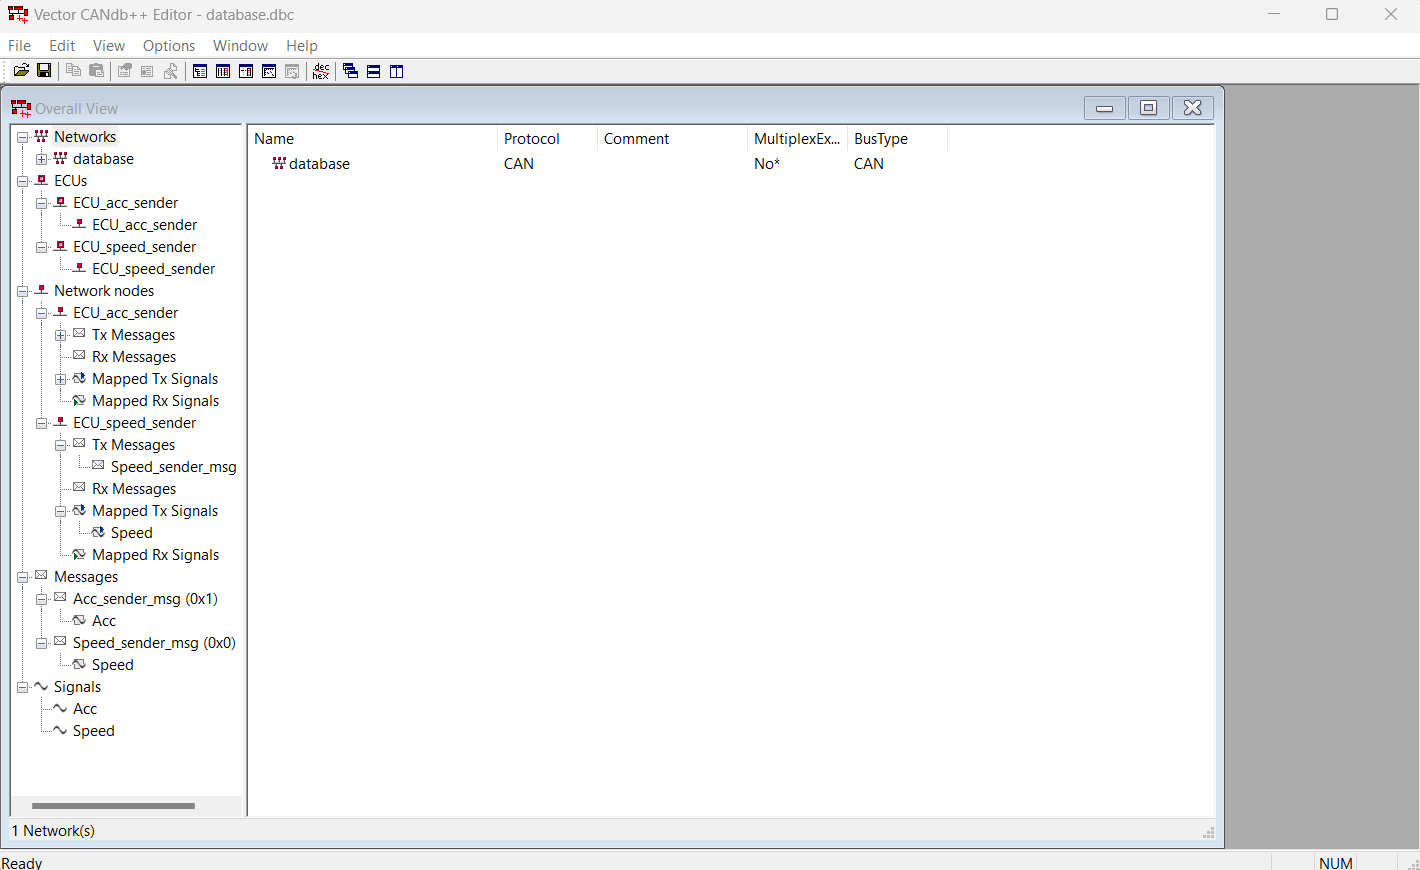 Vector CANdb++ Editor - database.dbc
File Edit View Options Window Help
dec
hex
Overall View
Networks
database
ECUs
ECU_acc_sender
ECU_acc_sender
ECU_speed_sender
ECU_speed_sender
Network nodes
ECU_acc_sender
Tx Messages
Rx Messages
Mapped Tx Signals
Mapped Rx Signals
ECU_speed_sender
Tx Messages
Speed_sender_msg
Rx Messages
Mapped Tx Signals
Speed
Mapped Rx Signals
Messages
Acc_sender_msg (0x1)
Acc
Speed_sender_msg (0x0)
Speed
Signals
Acc
Speed
Name Protocol Comment MultiplexEx... BusType
database CAN No* CAN
1 Network(s)
Ready NUM